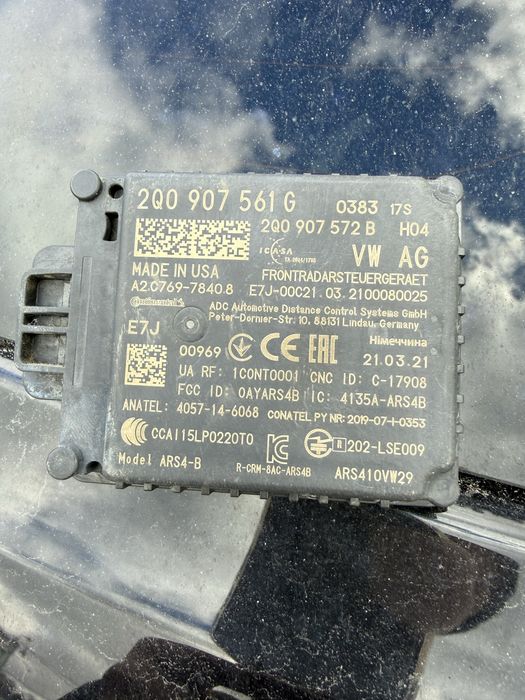 2Q0 907 561 G 0383 17S
2Q0 907 572 B H04
ICASA VW AG
MADE IN USA FRONTRADARSTEUERGERAET
A2C769-7840 8 E7J-00C21.03.2100080025
Continental ADC Automotive Distance Control Systems GmbH
Peter-Dornier-Str. 10, 88131 Lindau, Germany
E7J Німеччина
00969 CE EAC 21.03.21
UA RF: 1CONT0001 CNC ID: C-17908
FCC ID: OAYARS4B IC: 4135A-ARS4B
ANATEL: 4057-14-6068 CONATEL PY NR: 2019-07-I-0353
CCAI15LP0220T0 R 202-LSE009
Model ARS4-B R-CRM-8AC-ARS4B ARS410VW29